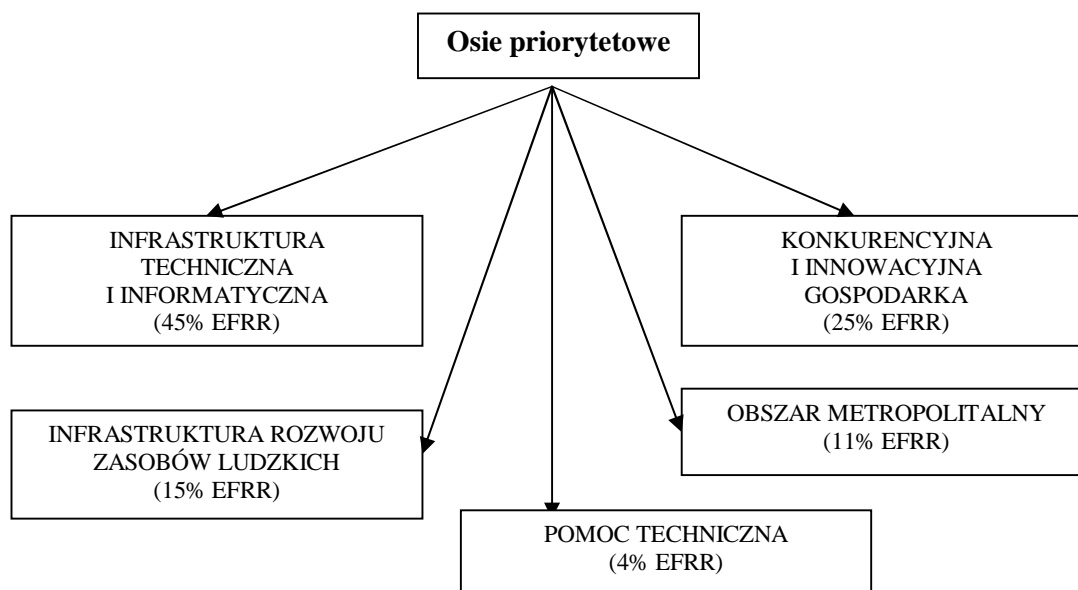 Osie priorytetowe
INFRASTRUKTURA
TECHNICZNA
I INFORMATYCZNA
(45% EFRR)
KONKURENCYJNA
I INNOWACYJNA
GOSPODARKA
(25% EFRR)
INFRASTRUKTURA ROZWOJU
ZASOBÓW LUDZKICH
(15% EFRR)
OBSZAR METROPOLITALNY
(11% EFRR)
POMOC TECHNICZNA
(4% EFRR)